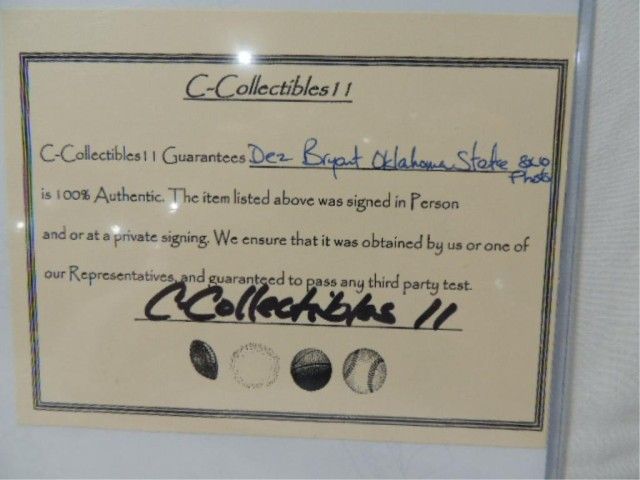 C-Collectibles11
C-Collectibles11 Guarantees Dez Bryant Oklahoma State 8x10 Photo
is 100% Authentic. The item listed above was signed in Person
and or at a private signing. We ensure that it was obtained by us or one of
our Representatives, and guaranteed to pass any third party test.
C-Collectibles 11